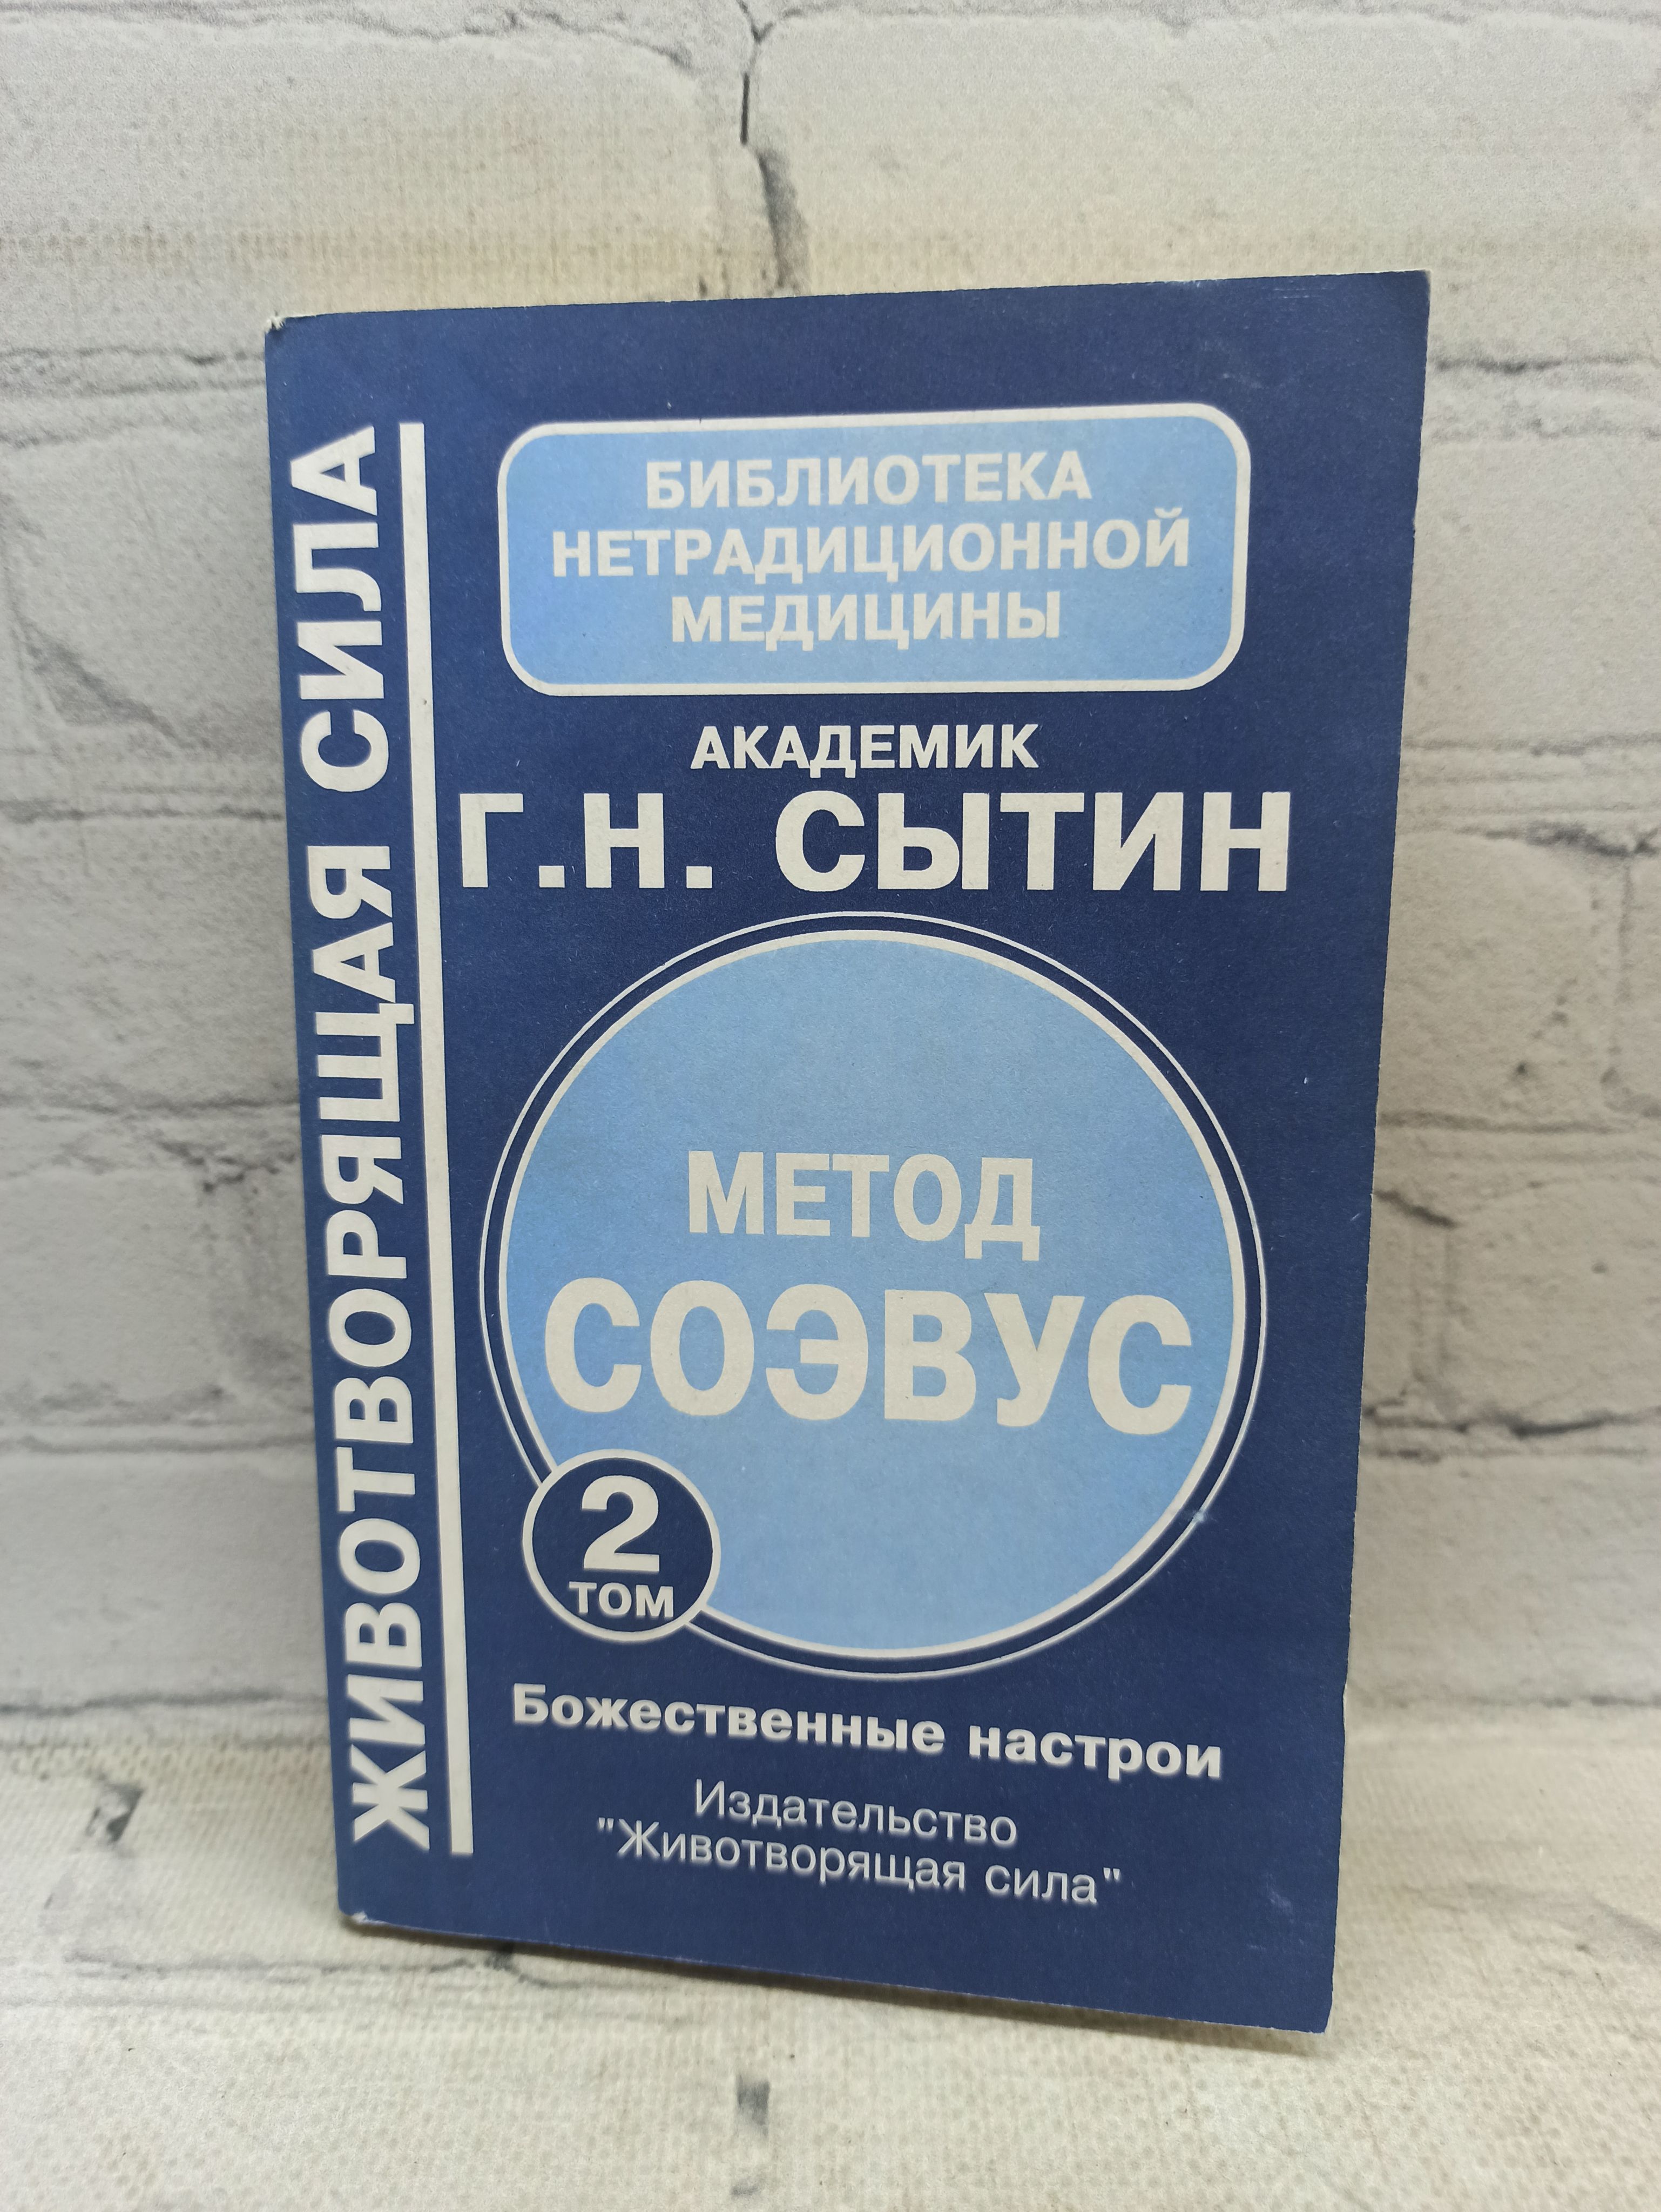 ЖИВОТВОРЯЩАЯ СИЛА
БИБЛИОТЕКА
НЕТРАДИЦИОННОЙ
МЕДИЦИНЫ
АКАДЕМИК
Г.Н. СЫТИН
МЕТОД
СОЭВУС
2
ТОМ
Божественные настрои
Издательство
"Животворящая сила"